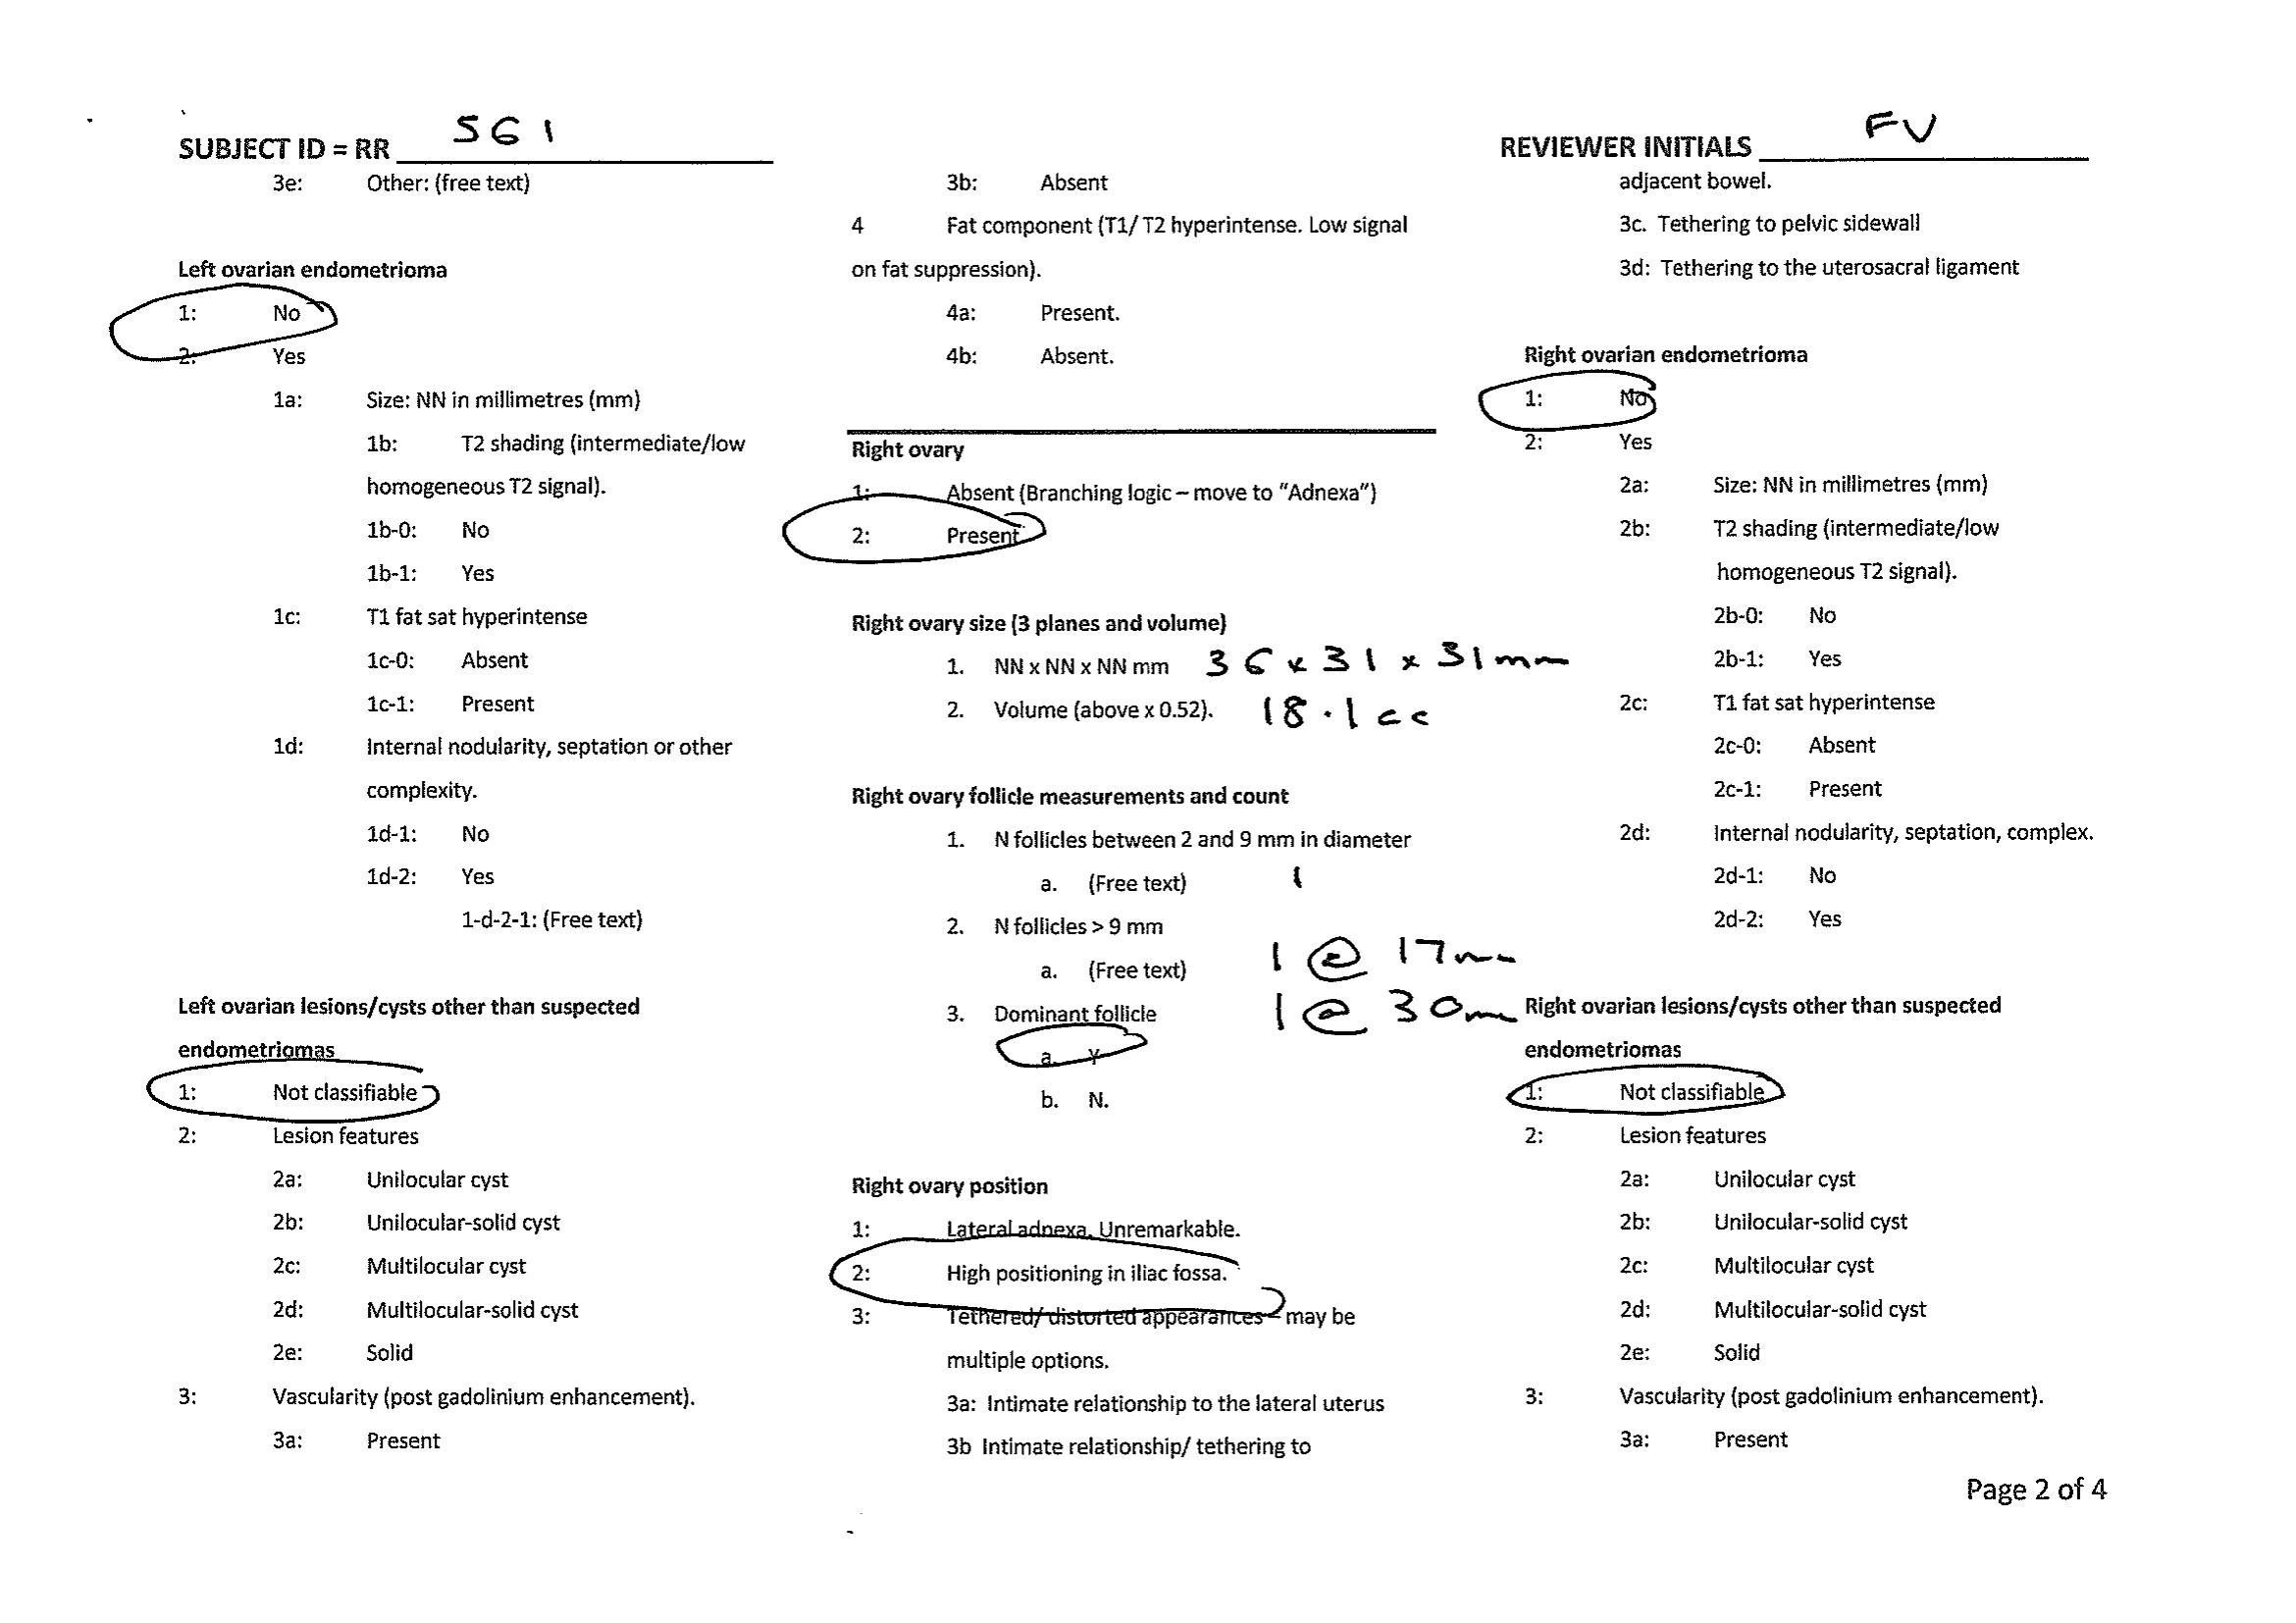 SUBJECT ID = RR 561
REVIEWER INITIALS FV
3e: Other: (free text)
Left ovarian endometrioma
1: No
2: Yes
1a: Size: NN in millimetres (mm)
1b: T2 shading (intermediate/low
homogeneous T2 signal).
1b-0: No
1b-1: Yes
1c: T1 fat sat hyperintense
1c-0: Absent
1c-1: Present
1d: Internal nodularity, septation or other
complexity.
1d-1: No
1d-2: Yes
1-d-2-1: (Free text)
Left ovarian lesions/cysts other than suspected
endometriomas
1: Not classifiable
2: Lesion features
2a: Unilocular cyst
2b: Unilocular-solid cyst
2c: Multilocular cyst
2d: Multilocular-solid cyst
2e: Solid
3: Vascularity (post gadolinium enhancement).
3a: Present
3b: Absent
4 Fat component (T1/ T2 hyperintense. Low signal
on fat suppression).
4a: Present.
4b: Absent.
Right ovary
1: Absent (Branching logic – move to “Adnexa”)
2: Present
Right ovary size (3 planes and volume)
1. NN x NN x NN mm 36 x 31 x 31mm
2. Volume (above x 0.52). 18.1cc
Right ovary follicle measurements and count
1. N follicles between 2 and 9 mm in diameter
a. (Free text) 1
2. N follicles > 9 mm
a. (Free text) 1 @ 17mm
1 @ 30mm
3. Dominant follicle
a. Y
b. N.
Right ovary position
1: Lateral adnexa. Unremarkable.
2: High positioning in iliac fossa.
3: Tethered/ distorted appearances – may be
multiple options.
3a: Intimate relationship to the lateral uterus
3b Intimate relationship/ tethering to
adjacent bowel.
3c. Tethering to pelvic sidewall
3d: Tethering to the uterosacral ligament
Right ovarian endometrioma
1: No
2: Yes
2a: Size: NN in millimetres (mm)
2b: T2 shading (intermediate/low
homogeneous T2 signal).
2b-0: No
2b-1: Yes
2c: T1 fat sat hyperintense
2c-0: Absent
2c-1: Present
2d: Internal nodularity, septation, complex.
2d-1: No
2d-2: Yes
Right ovarian lesions/cysts other than suspected
endometriomas
1: Not classifiable
2: Lesion features
2a: Unilocular cyst
2b: Unilocular-solid cyst
2c: Multilocular cyst
2d: Multilocular-solid cyst
2e: Solid
3: Vascularity (post gadolinium enhancement).
3a: Present
Page 2 of 4